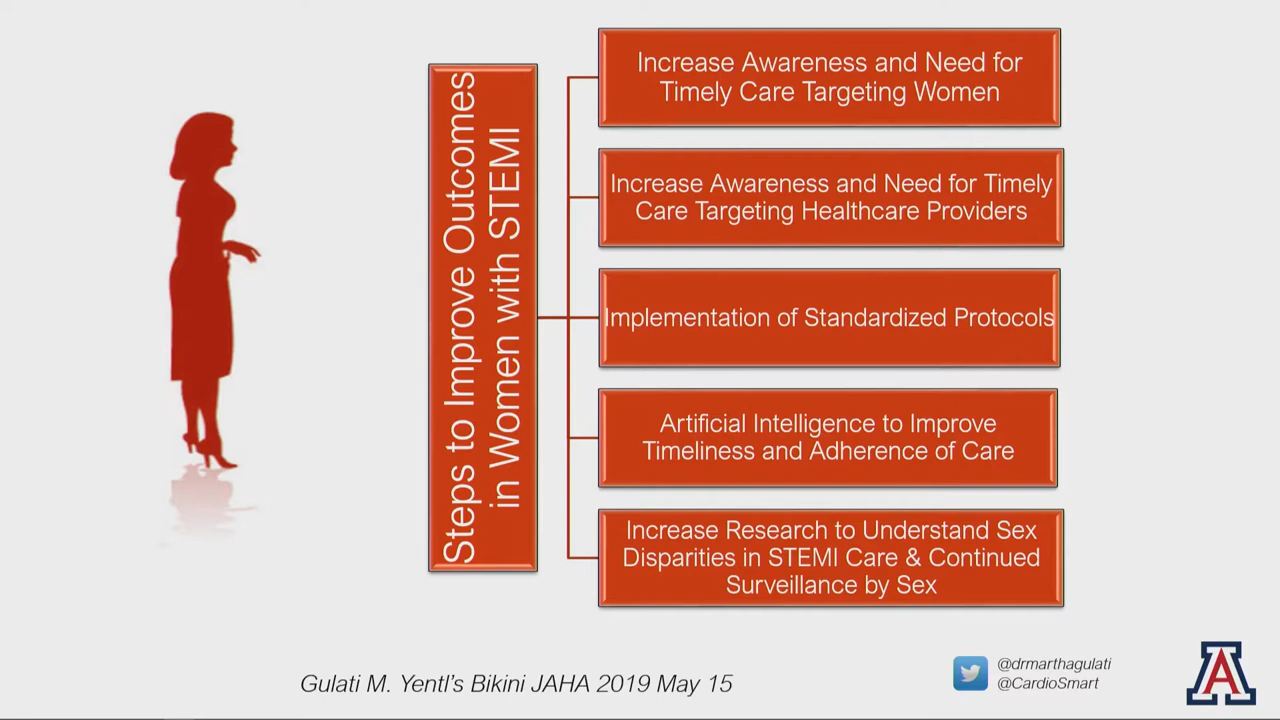 Steps to Improve Outcomes
in Women with STEMI
Increase Awareness and Need for
Timely Care Targeting Women
Increase Awareness and Need for Timely
Care Targeting Healthcare Providers
Implementation of Standardized Protocols
Artificial Intelligence to Improve
Timeliness and Adherence of Care
Increase Research to Understand Sex
Disparities in STEMI Care & Continued
Surveillance by Sex
Gulati M. Yentl's Bikini JAHA 2019 May 15
@drmarthagulati
@CardioSmart
A